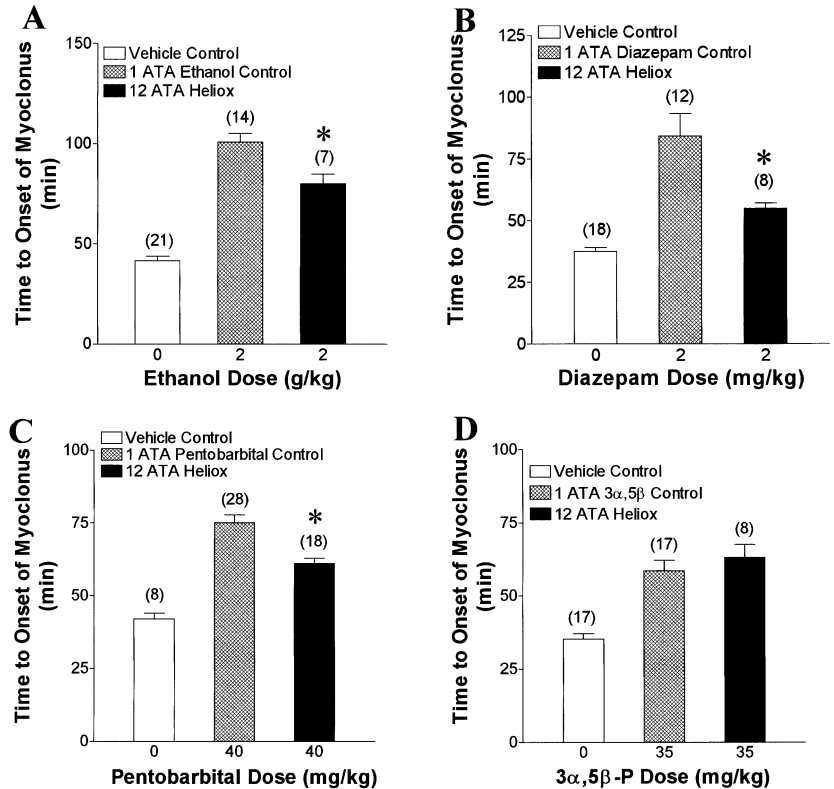 A
Time to Onset of Myoclonus
(min)
150
100
50
0
Vehicle Control
1 ATA Ethanol Control
12 ATA Heliox
(21)
(14)
*
(7)
0 2 2
Ethanol Dose (g/kg)
B
Time to Onset of Myoclonus
(min)
125
100
75
50
25
0
Vehicle Control
1 ATA Diazepam Control
12 ATA Heliox
(18)
(12)
*
(8)
0 2 2
Diazepam Dose (mg/kg)
C
Time to Onset of Myoclonus
(min)
100
75
50
25
0
Vehicle Control
1 ATA Pentobarbital Control
12 ATA Heliox
(8)
(28)
*
(18)
0 40 40
Pentobarbital Dose (mg/kg)
D
Time to Onset of Myoclonus
(min)
100
75
50
25
0
Vehicle Control
1 ATA 3α,5β Control
12 ATA Heliox
(17)
(17)
(8)
0 35 35
3α,5β-P Dose (mg/kg)